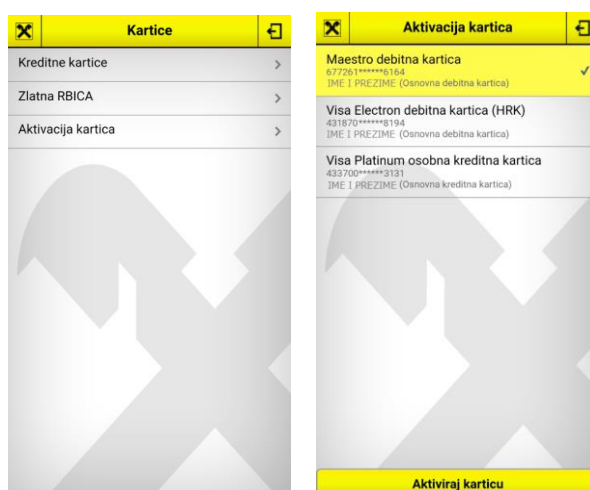 Kartice
Kreditne kartice
Zlatna RBICA
Aktivacija kartica
Aktivacija kartica
Maestro debitna kartica
677261******6164
IME I PREZIME (Osnovna debitna kartica)
Visa Electron debitna kartica (HRK)
431870******8194
IME I PREZIME (Osnovna debitna kartica)
Visa Platinum osobna kreditna kartica
433700******3131
IME I PREZIME (Osnovna kreditna kartica)
Aktiviraj karticu